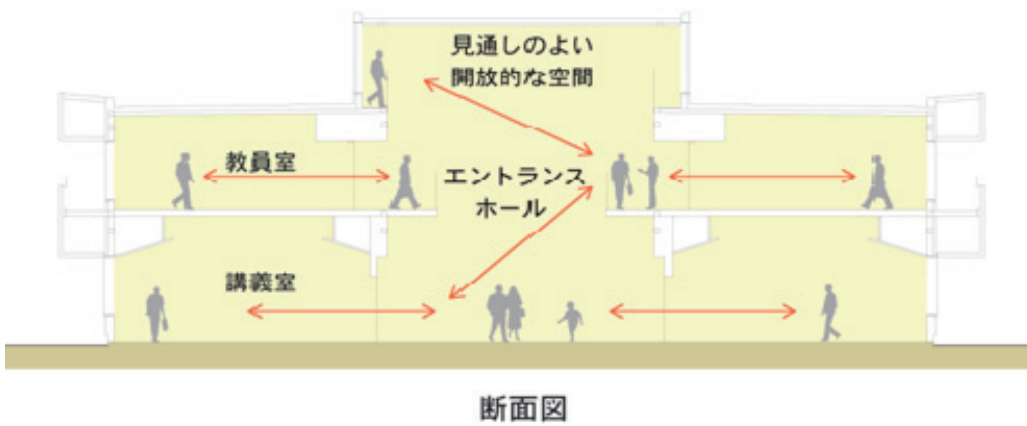 見通しのよい
開放的な空間
教員室
エントランス
ホール
講義室
断面図